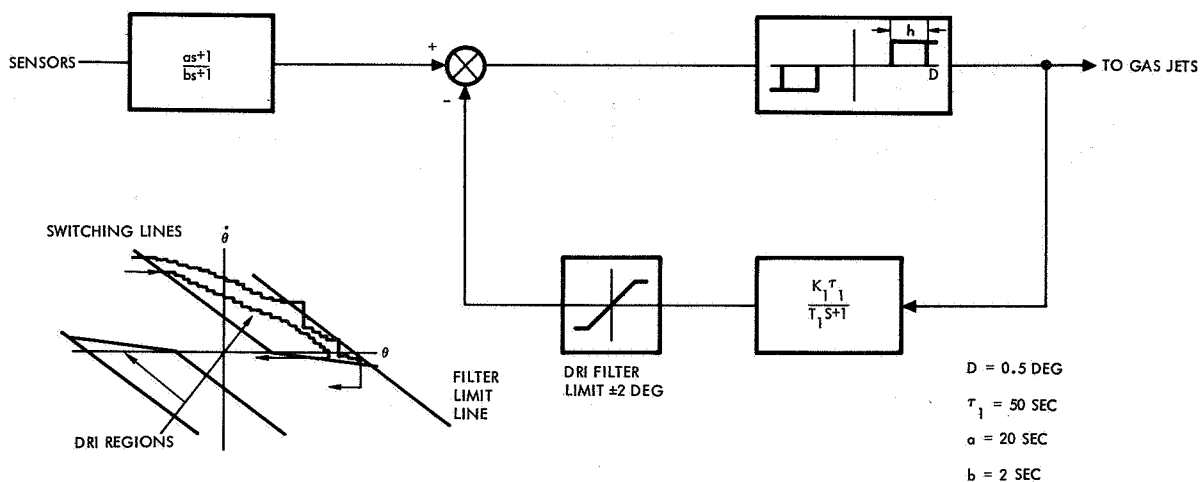 h
SENSORS
as+1
bs+1
+
-
D
TO GAS JETS
SWITCHING LINES
θ̇
θ
K₁τ₁
T₁S+1
DRI FILTER
LIMIT ±2 DEG
FILTER
LIMIT
LINE
DRI REGIONS
D = 0.5 DEG
τ₁ = 50 SEC
a = 20 SEC
b = 2 SEC